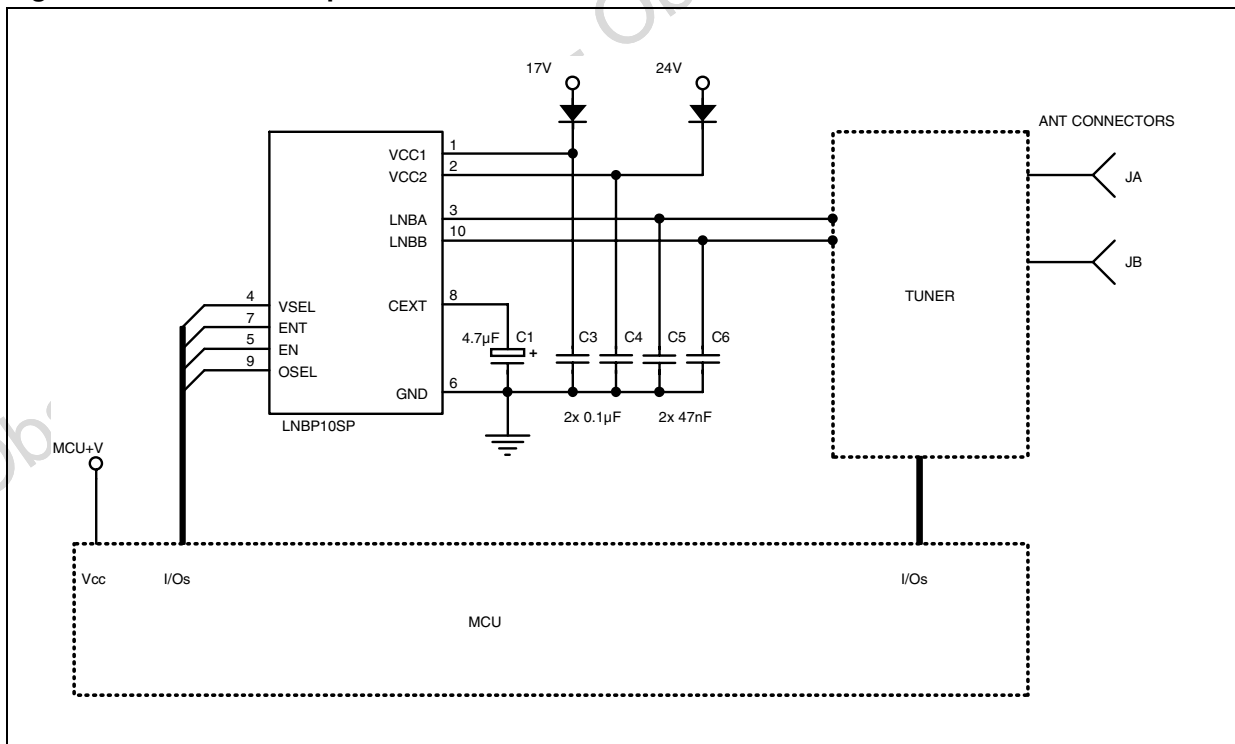 17V 24V
ANT CONNECTORS
VCC1 1
VCC2 2
LNBA 3
LNBB 10
JA
JB
TUNER
4 VSEL
7 ENT
5 EN
9 OSEL
CEXT 8
4.7µF C1
+
C3 C4 C5 C6
GND 6
2x 0.1µF 2x 47nF
LNBP10SP
MCU+V
Vcc I/Os I/Os
MCU